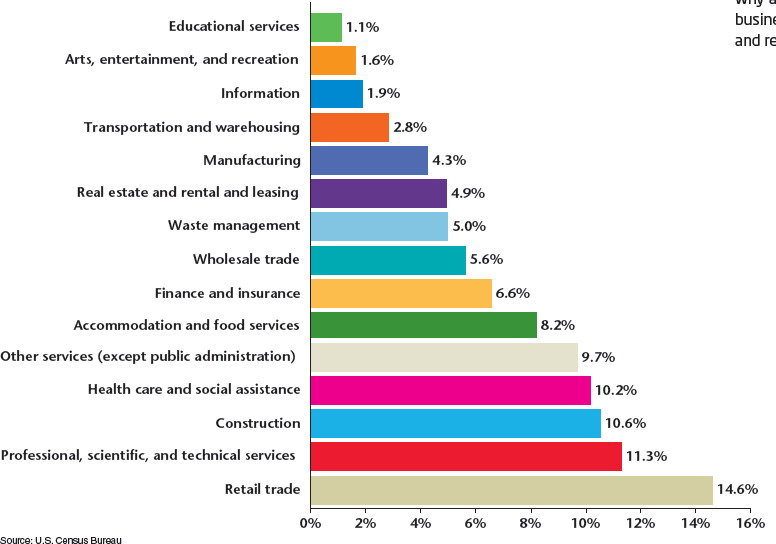 Why a
busine
and re
Educational services 1.1%
Arts, entertainment, and recreation 1.6%
Information 1.9%
Transportation and warehousing 2.8%
Manufacturing 4.3%
Real estate and rental and leasing 4.9%
Waste management 5.0%
Wholesale trade 5.6%
Finance and insurance 6.6%
Accommodation and food services 8.2%
Other services (except public administration) 9.7%
Health care and social assistance 10.2%
Construction 10.6%
Professional, scientific, and technical services 11.3%
Retail trade 14.6%
0% 2% 4% 6% 8% 10% 12% 14% 16%
Source: U.S. Census Bureau